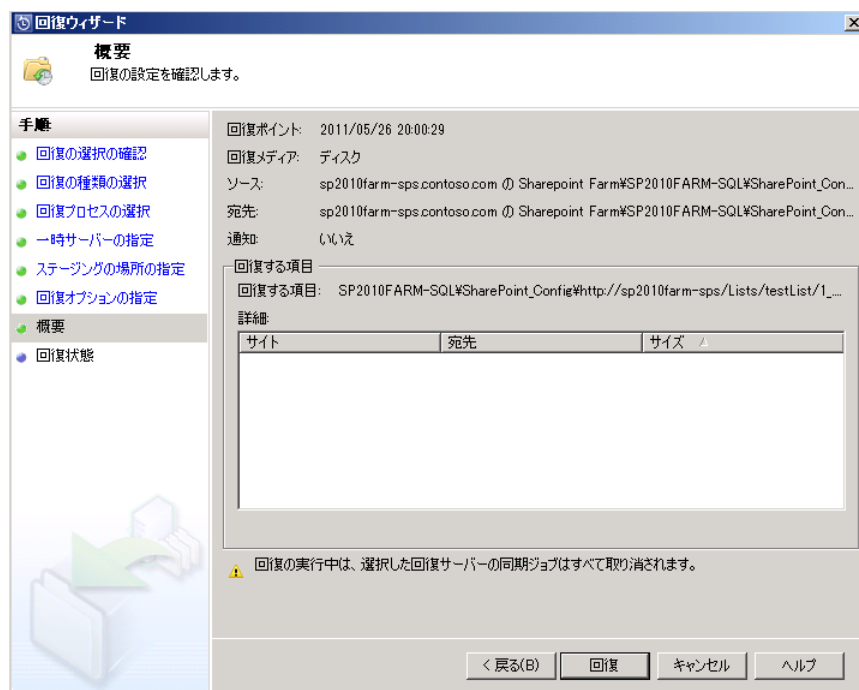 回復ウィザード
概要
回復の設定を確認します。
手順:
回復の選択の確認
回復の種類の選択
回復プロセスの選択
一時サーバーの指定
ステージングの場所の指定
回復オプションの指定
概要
回復状態
回復ポイント: 2011/05/26 20:00:29
回復メディア: ディスク
ソース: sp2010farm-sps.contoso.com の Sharepoint Farm¥SP2010FARM-SQL¥SharePoint_Con...
宛先: sp2010farm-sps.contoso.com の Sharepoint Farm¥SP2010FARM-SQL¥SharePoint_Con...
通知: いいえ
回復する項目
回復する項目: SP2010FARM-SQL¥SharePoint_Config¥http://sp2010farm-sps/Lists/testList/1_...
詳細:
サイト 宛先 サイズ
回復の実行中は、選択した回復サーバーの同期ジョブはすべて取り消されます。
< 戻る(B) 回復 キャンセル ヘルプ